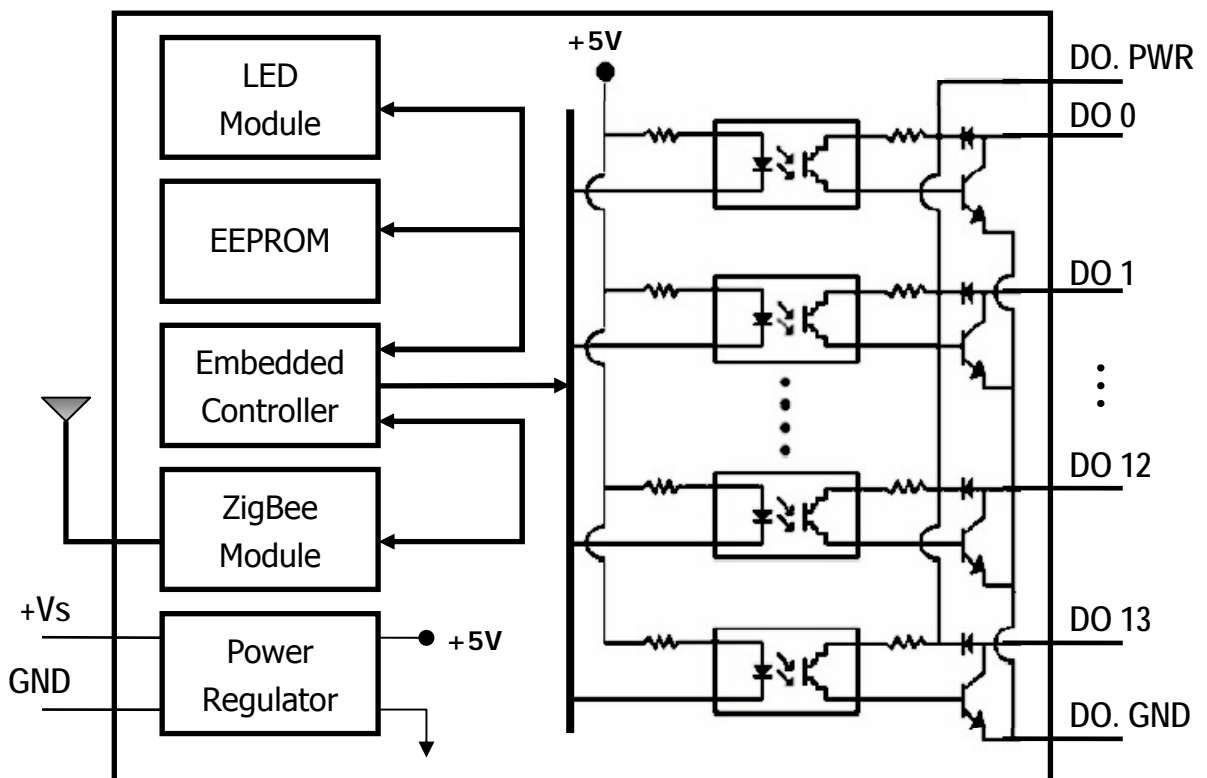 LED
Module
EEPROM
Embedded
Controller
ZigBee
Module
+Vs
GND
Power
Regulator
+5V
+5V
DO. PWR
DO 0
DO 1
DO 12
DO 13
DO. GND